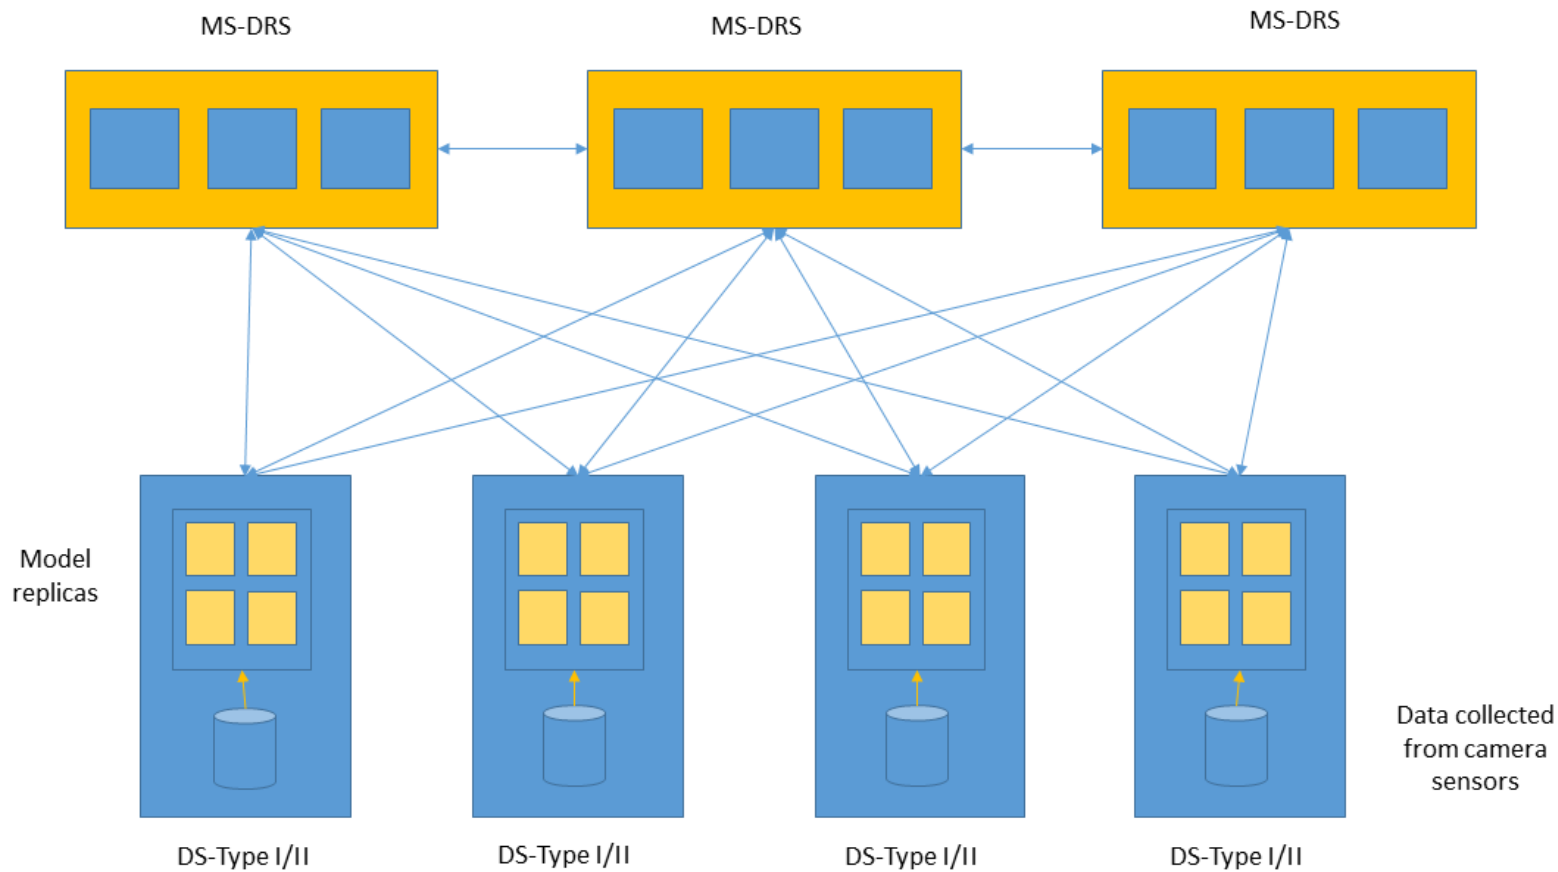 MS-DRS
MS-DRS
MS-DRS
Model
replicas
Data collected
from camera
sensors
DS-Type I/II
DS-Type I/II
DS-Type I/II
DS-Type I/II